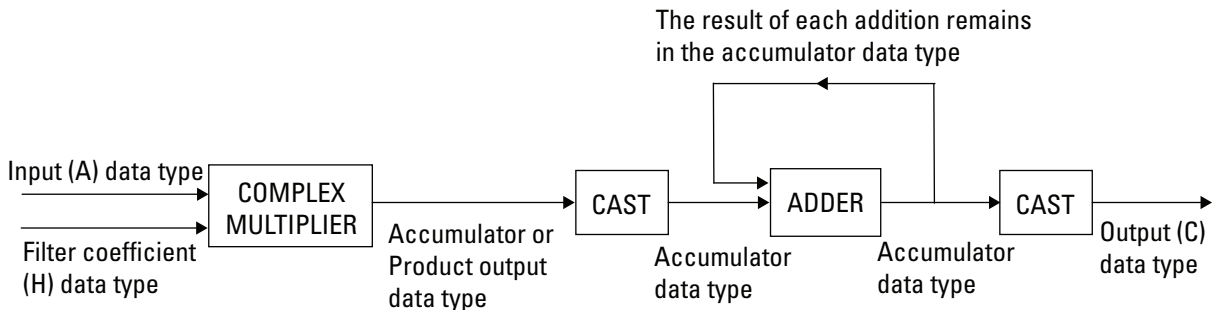 The result of each addition remains
in the accumulator data type
Input (A) data type
COMPLEX
MULTIPLIER
CAST
ADDER
CAST
Filter coefficient
(H) data type
Accumulator or
Product output
data type
Accumulator
data type
Accumulator
data type
Output (C)
data type